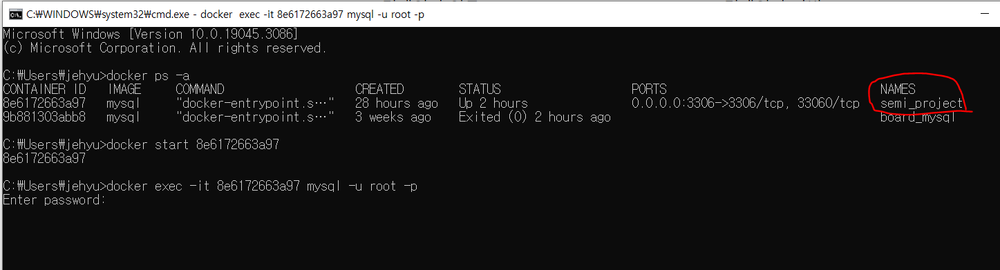 C:₩WINDOWS₩system32₩cmd.exe - docker  exec -it 8e6172663a97 mysql -u root -p
Microsoft Windows [Version 10.0.19045.3086]
(c) Microsoft Corporation. All rights reserved.
C:₩Users₩jehyu>docker ps -a
CONTAINER ID   IMAGE     COMMAND                   CREATED        STATUS                   PORTS                               NAMES
8e6172663a97   mysql     "docker-entrypoint.s…"   28 hours ago   Up 2 hours               0.0.0.0:3306->3306/tcp, 33060/tcp   semi_project
9b881303abb8   mysql     "docker-entrypoint.s…"   3 weeks ago    Exited (0) 2 hours ago                                       board_mysql
C:₩Users₩jehyu>docker start 8e6172663a97
8e6172663a97
C:₩Users₩jehyu>docker exec -it 8e6172663a97 mysql -u root -p
Enter password: